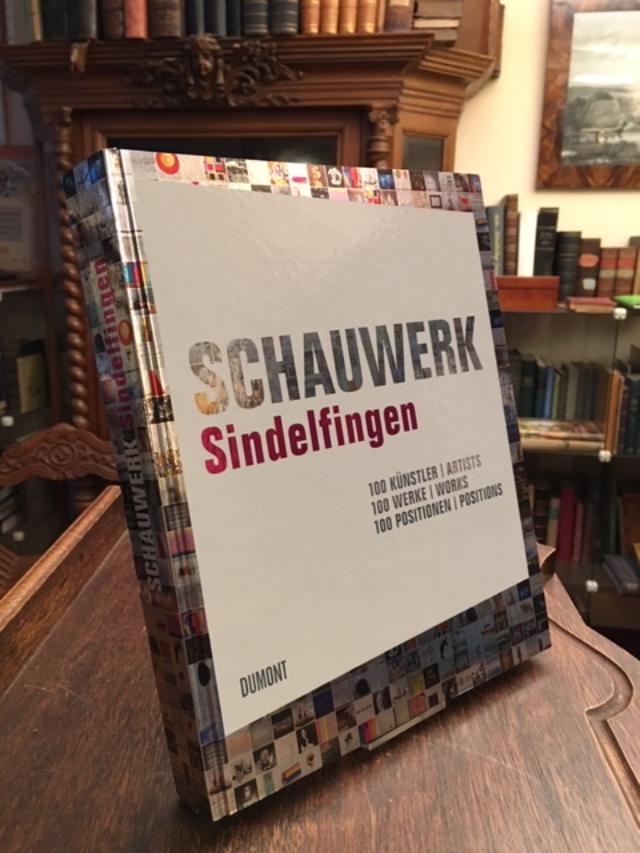 SCHAUWERK
Sindelfingen
100 KÜNSTLER | ARTISTS
100 WERKE | WORKS
100 POSITIONEN | POSITIONS
DUMONT
SCHAUWERK Sindelfingen